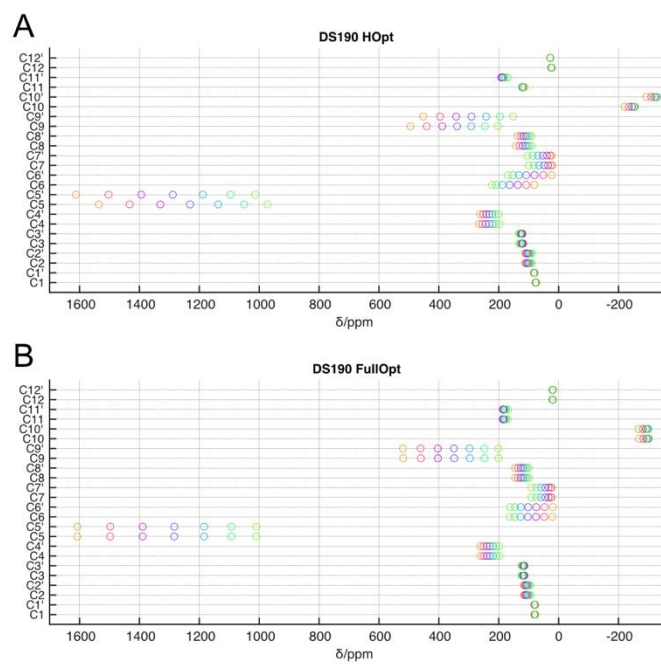 A
DS190 HOpt
C12'
C12
C11'
C11
C10'
C10
C9'
C9
C8'
C8
C7'
C7
C6'
C6
C5'
C5
C4'
C4
C3'
C3
C2'
C2
C1'
C1
1600 1400 1200 1000 800 600 400 200 0 -200
δ/ppm
B
DS190 FullOpt
C12'
C12
C11'
C11
C10'
C10
C9'
C9
C8'
C8
C7'
C7
C6'
C6
C5'
C5
C4'
C4
C3'
C3
C2'
C2
C1'
C1
1600 1400 1200 1000 800 600 400 200 0 -200
δ/ppm